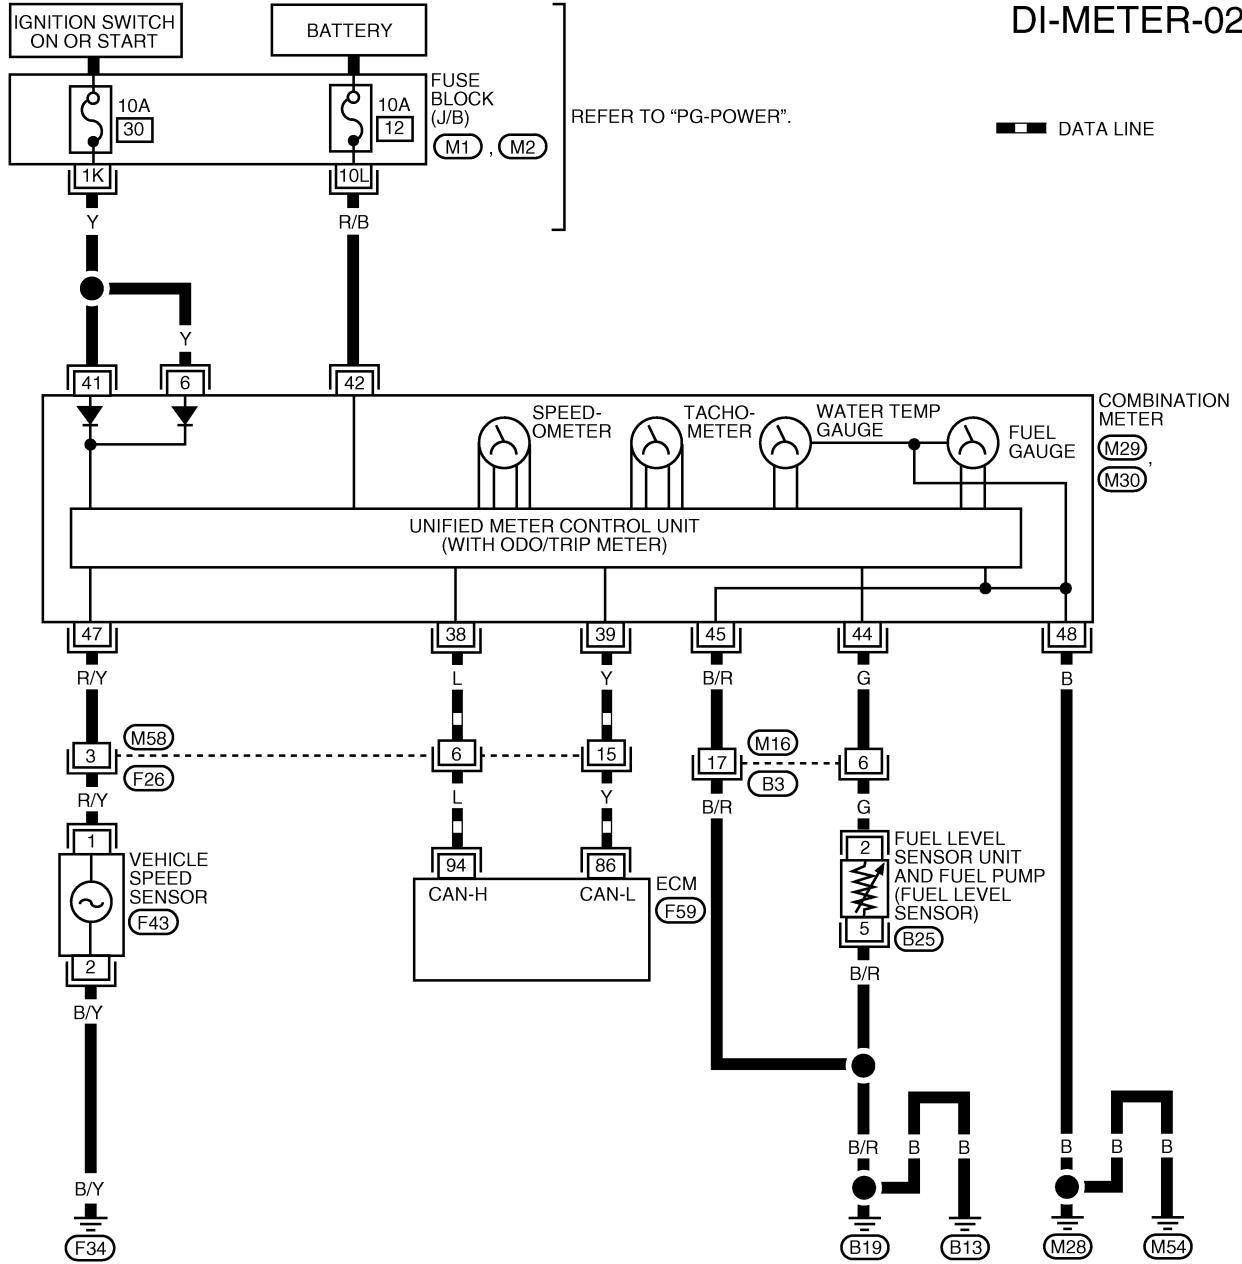 DI-METER-02
IGNITION SWITCH
ON OR START
BATTERY
10A
30
10A
12
FUSE
BLOCK
(J/B)
M1 , M2
REFER TO “PG-POWER”.
DATA LINE
1K
10L
Y
R/B
Y
41
6
42
COMBINATION
METER
M29 ,
M30
SPEED-
OMETER
TACHO-
METER
WATER TEMP
GAUGE
FUEL
GAUGE
UNIFIED METER CONTROL UNIT
(WITH ODO/TRIP METER)
47
38
39
45
44
48
R/Y
L
Y
B/R
G
B
3
M58
F26
6
15
17
M16
B3
6
R/Y
L
Y
B/R
G
1
VEHICLE
SPEED
SENSOR
F43
2
94
86
CAN-H
CAN-L
ECM
F59
2
FUEL LEVEL
SENSOR UNIT
AND FUEL PUMP
(FUEL LEVEL
SENSOR)
B25
5
B/Y
B/R
B/Y
B/R
B
B
B
B
B
F34
B19
B13
M28
M54